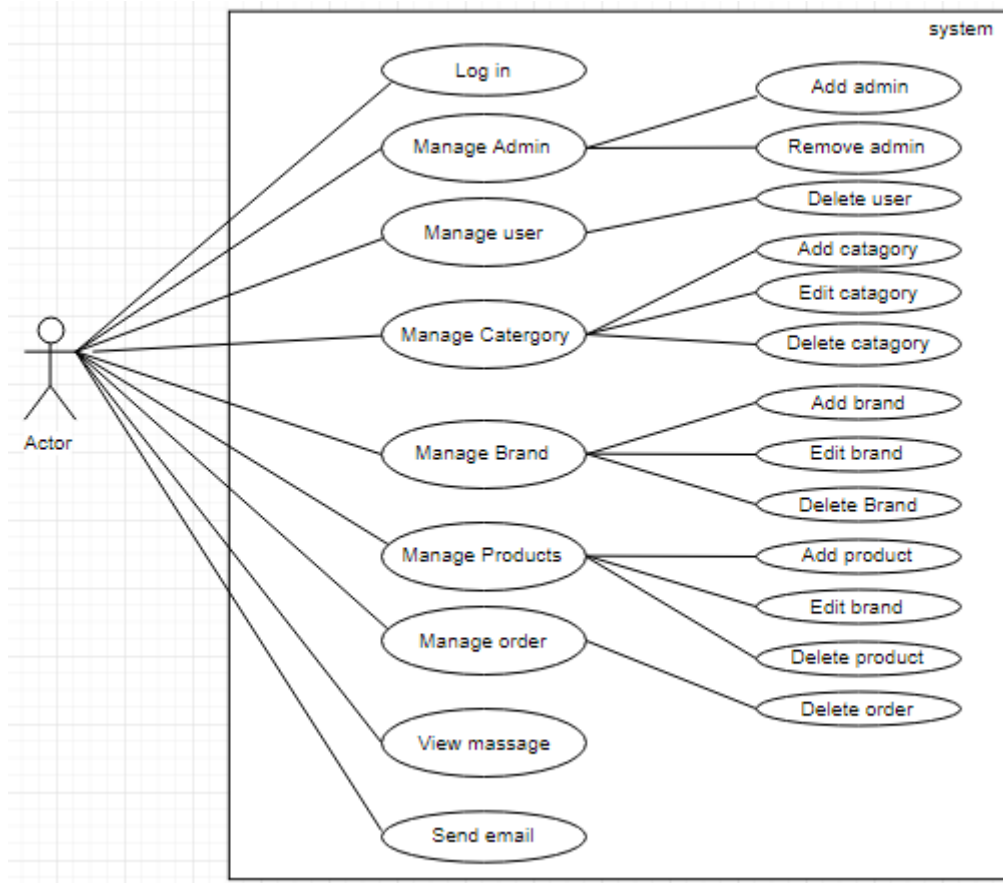 system
Log in
Add admin
Manage Admin
Remove admin
Delete user
Manage user
Add catagory
Edit catagory
Manage Catergory
Delete catagory
Actor
Add brand
Manage Brand
Edit brand
Delete Brand
Manage Products
Add product
Edit brand
Manage order
Delete product
Delete order
View massage
Send email